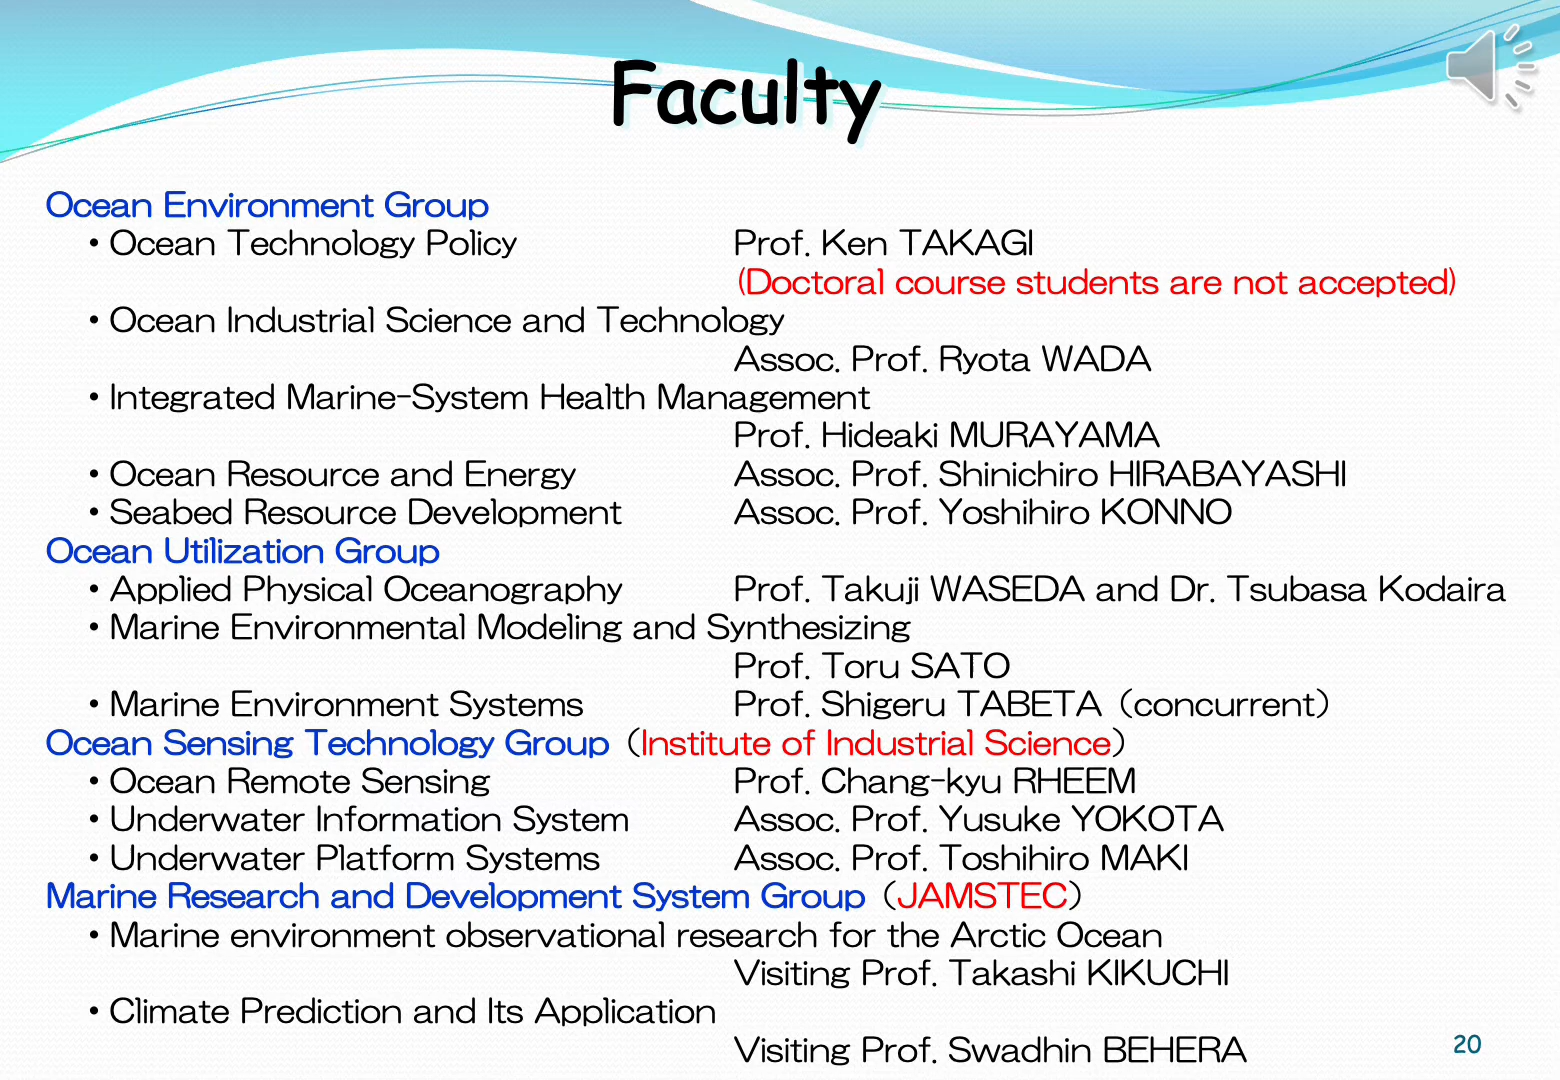 Faculty
Ocean Environment Group
• Ocean Technology Policy Prof. Ken TAKAGI
(Doctoral course students are not accepted)
• Ocean Industrial Science and Technology
Assoc. Prof. Ryota WADA
• Integrated Marine-System Health Management
Prof. Hideaki MURAYAMA
• Ocean Resource and Energy Assoc. Prof. Shinichiro HIRABAYASHI
• Seabed Resource Development Assoc. Prof. Yoshihiro KONNO
Ocean Utilization Group
• Applied Physical Oceanography Prof. Takuji WASEDA and Dr. Tsubasa Kodaira
• Marine Environmental Modeling and Synthesizing
Prof. Toru SATO
• Marine Environment Systems Prof. Shigeru TABETA（concurrent）
Ocean Sensing Technology Group（Institute of Industrial Science）
• Ocean Remote Sensing Prof. Chang-kyu RHEEM
• Underwater Information System Assoc. Prof. Yusuke YOKOTA
• Underwater Platform Systems Assoc. Prof. Toshihiro MAKI
Marine Research and Development System Group（JAMSTEC）
• Marine environment observational research for the Arctic Ocean
Visiting Prof. Takashi KIKUCHI
• Climate Prediction and Its Application
Visiting Prof. Swadhin BEHERA
20